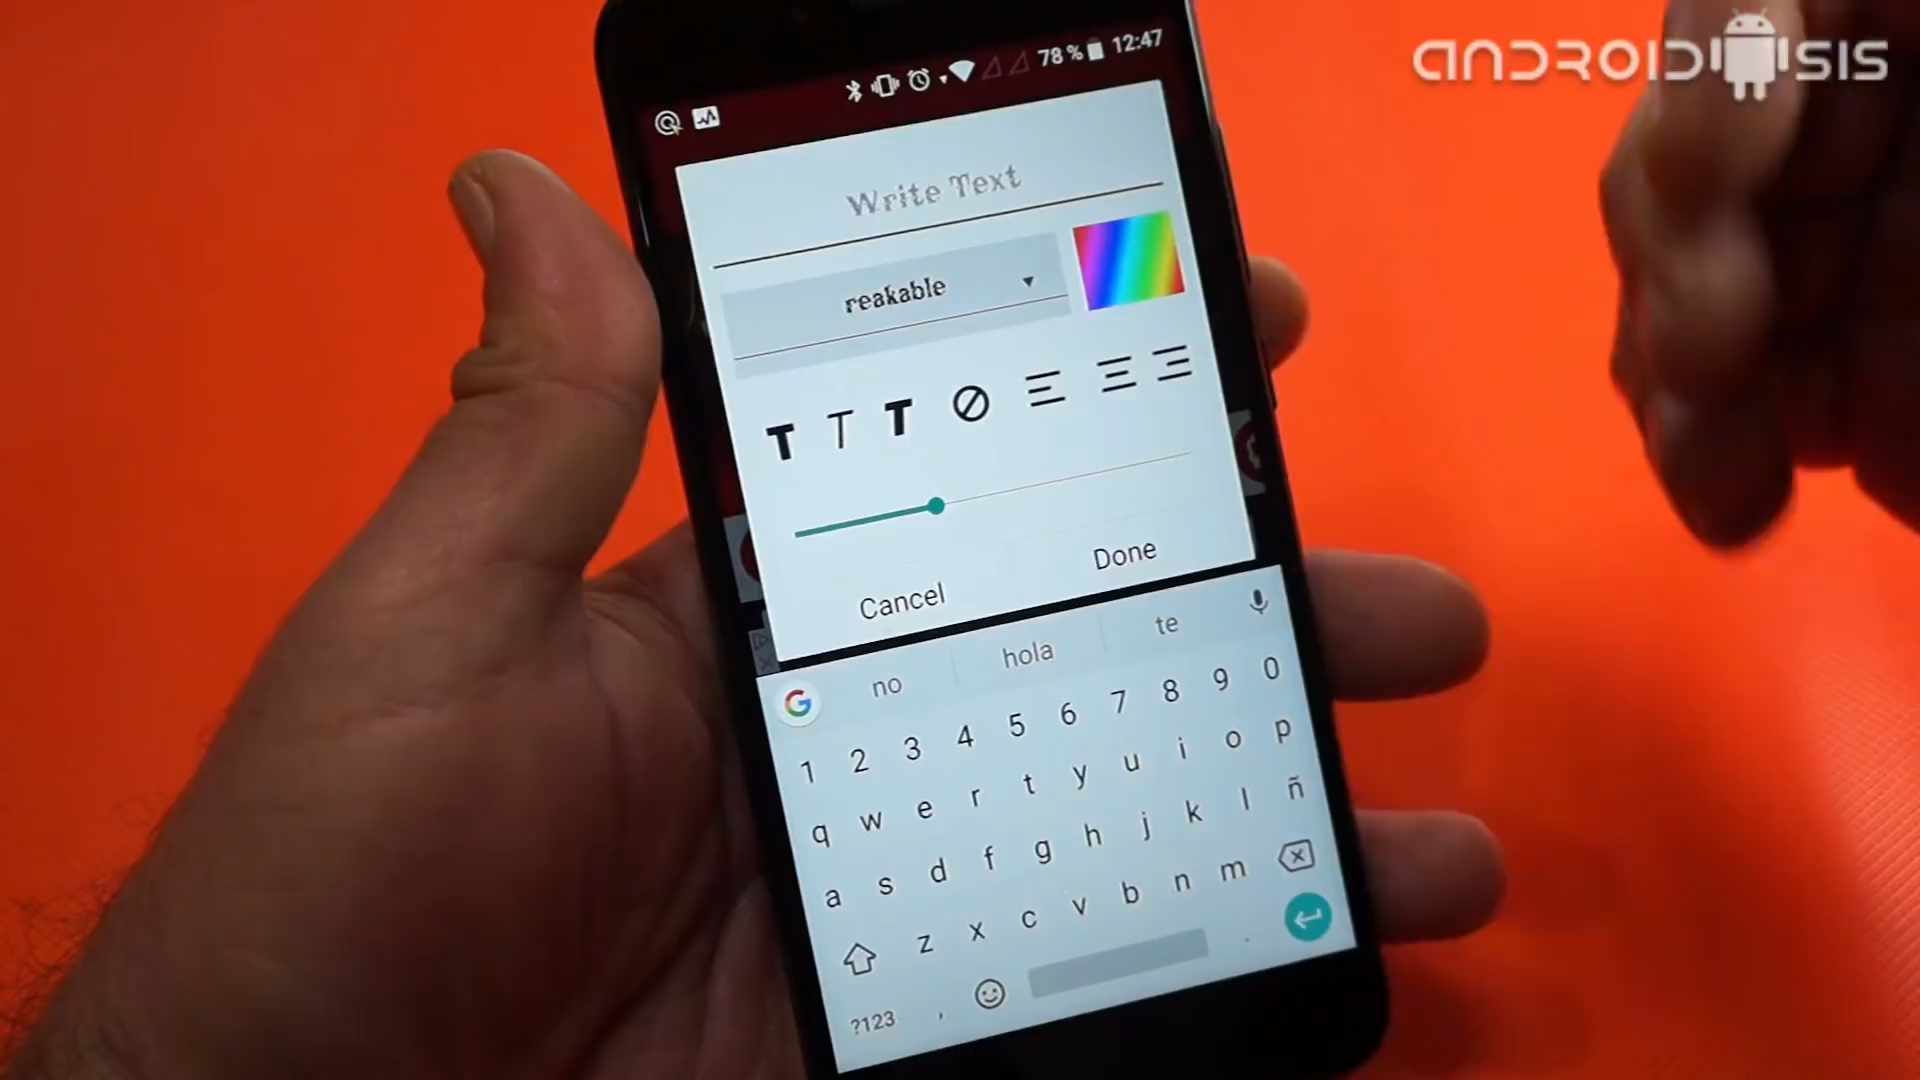 ANDROIDSIS
78 % 12:47
Write Text
reakable
T T T
Cancel Done
no hola te
1 2 3 4 5 6 7 8 9 0
q w e r t y u i o p
a s d f g h j k l ñ
z x c v b n m
?123 , .